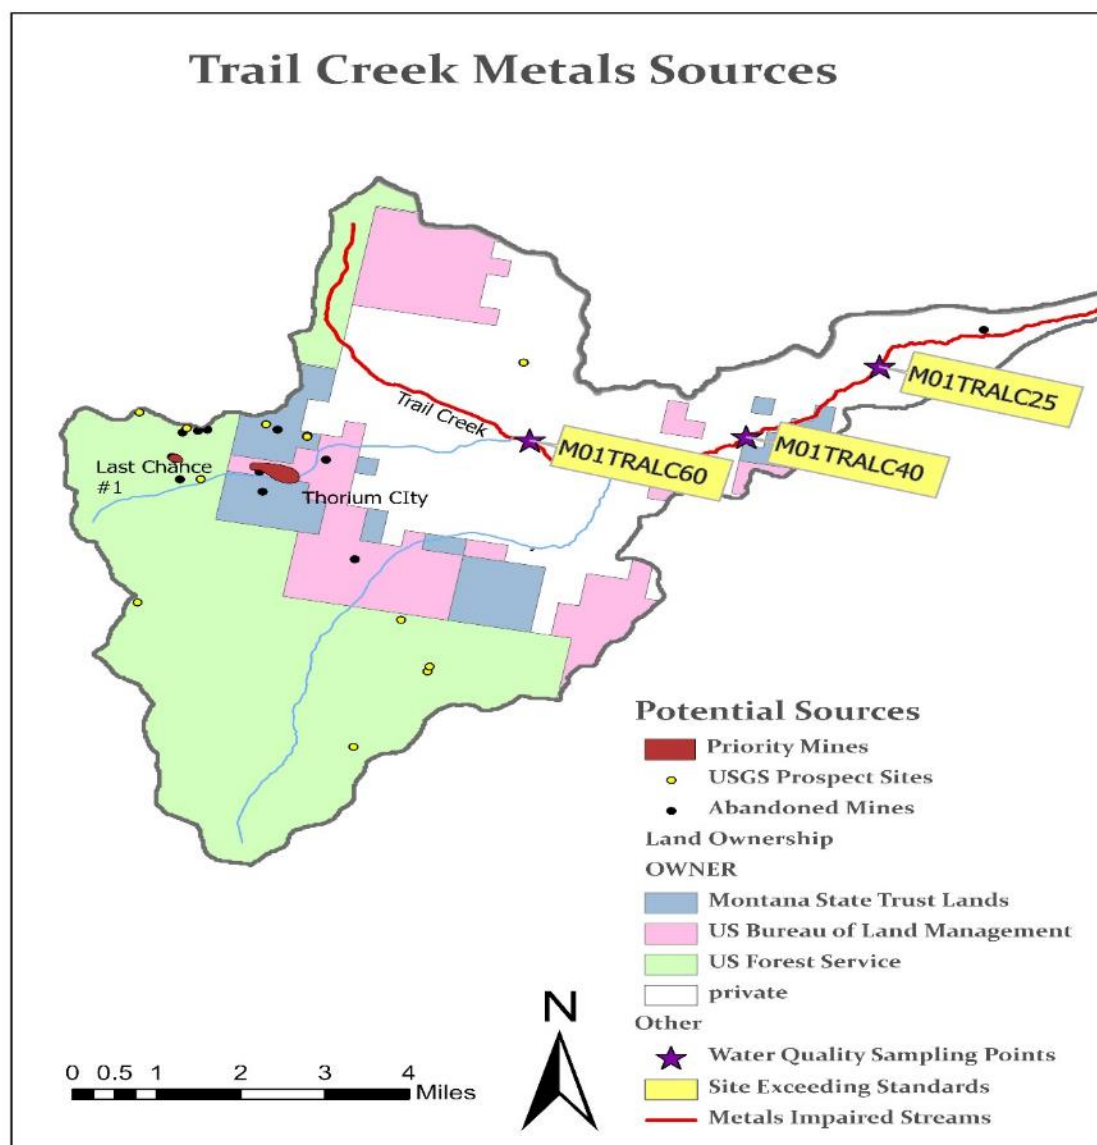 Trail Creek Metals Sources
M01TRALC25
Trail Creek
M01TRALC60
M01TRALC40
Last Chance
#1
Thorium CIty
Potential Sources
Priority Mines
USGS Prospect Sites
Abandoned Mines
Land Ownership
OWNER
Montana State Trust Lands
US Bureau of Land Management
US Forest Service
private
Other
Water Quality Sampling Points
Site Exceeding Standards
Metals Impaired Streams
N
0 0.5 1 2 3 4
Miles